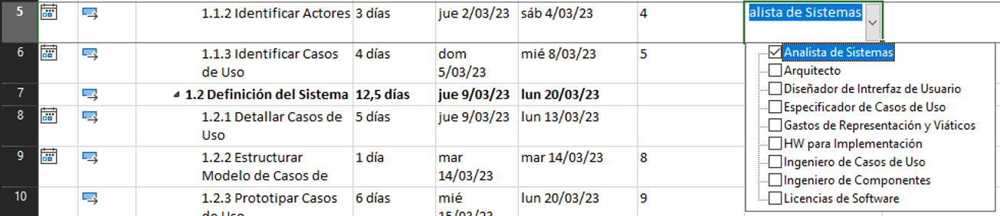 5 1.1.2 Identificar Actores 3 días jue 2/03/23 sáb 4/03/23 4 alista de Sistemas
6 1.1.3 Identificar Casos 4 días dom mié 8/03/23 5
de Uso 5/03/23
7 1.2 Definición del Sistema 12,5 días jue 9/03/23 lun 20/03/23
8 1.2.1 Detallar Casos de 5 días jue 9/03/23 lun 13/03/23
Uso
9 1.2.2 Estructurar 1 día mar mar 14/03/23 8
Modelo de Casos de 14/03/23
10 1.2.3 Prototipar Casos 6 días mié lun 20/03/23 9
de Uso 15/03/23
Analista de Sistemas
Arquitecto
Diseñador de Intrerfaz de Usuario
Especificador de Casos de Uso
Gastos de Representación y Viáticos
HW para Implementación
Ingeniero de Casos de Uso
Ingeniero de Componentes
Licencias de Software